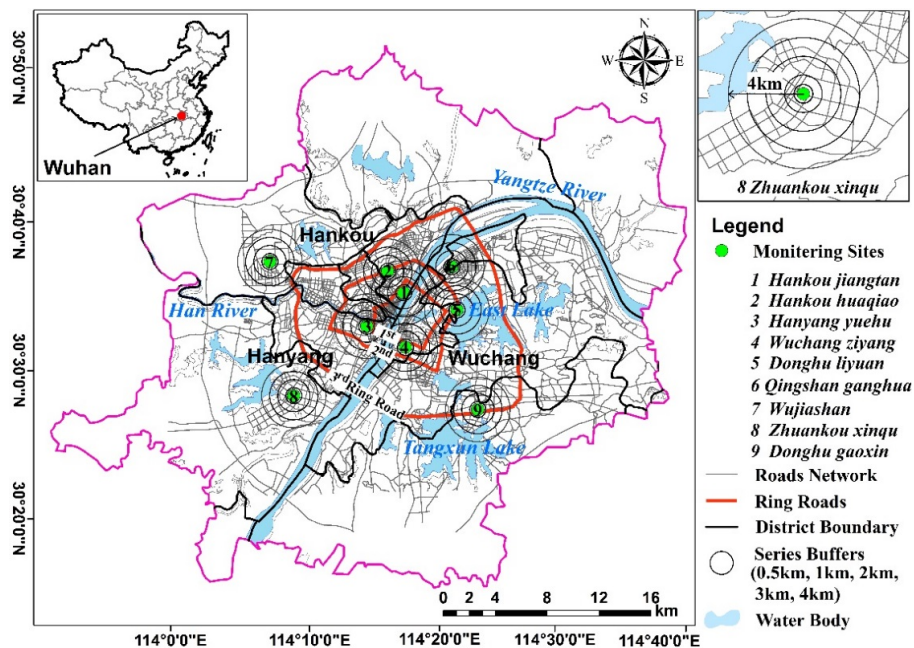 Wuhan
N
W
E
S
4km
8 Zhuankou xinqu
30°50'0"N
30°40'0"N
30°30'0"N
30°20'0"N
Yangtze River
Hankou
7
2
6
1
Han River
5
East Lake
3
1st
2nd
4
Hanyang
Wuchang
3rd Ring Road
8
9
Tangxun Lake
0 2 4 8 12 16
km
114°0'0"E
114°10'0"E
114°20'0"E
114°30'0"E
114°40'0"E
Legend
Monitering Sites
1 Hankou jiangtan
2 Hankou huaqiao
3 Hanyang yuehu
4 Wuchang ziyang
5 Donghu liyuan
6 Qingshan ganghua
7 Wujiashan
8 Zhuankou xinqu
9 Donghu gaoxin
Roads Network
Ring Roads
District Boundary
Series Buffers
(0.5km, 1km, 2km,
3km, 4km)
Water Body